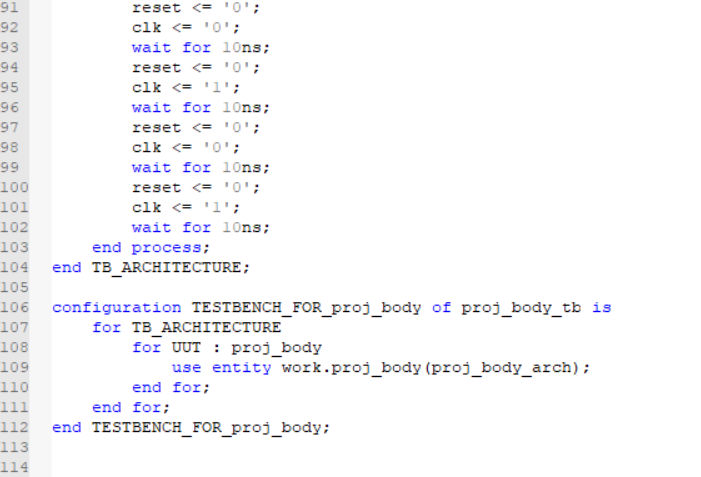 91 reset <= '0';
92 clk <= '0';
93 wait for 10ns;
94 reset <= '0';
95 clk <= '1';
96 wait for 10ns;
97 reset <= '0';
98 clk <= '0';
99 wait for 10ns;
100 reset <= '0';
101 clk <= '1';
102 wait for 10ns;
103 end process;
104 end TB_ARCHITECTURE;
105
106 configuration TESTBENCH_FOR_proj_body of proj_body_tb is
107 for TB_ARCHITECTURE
108 for UUT : proj_body
109 use entity work.proj_body(proj_body_arch);
110 end for;
111 end for;
112 end TESTBENCH_FOR_proj_body;
113
114